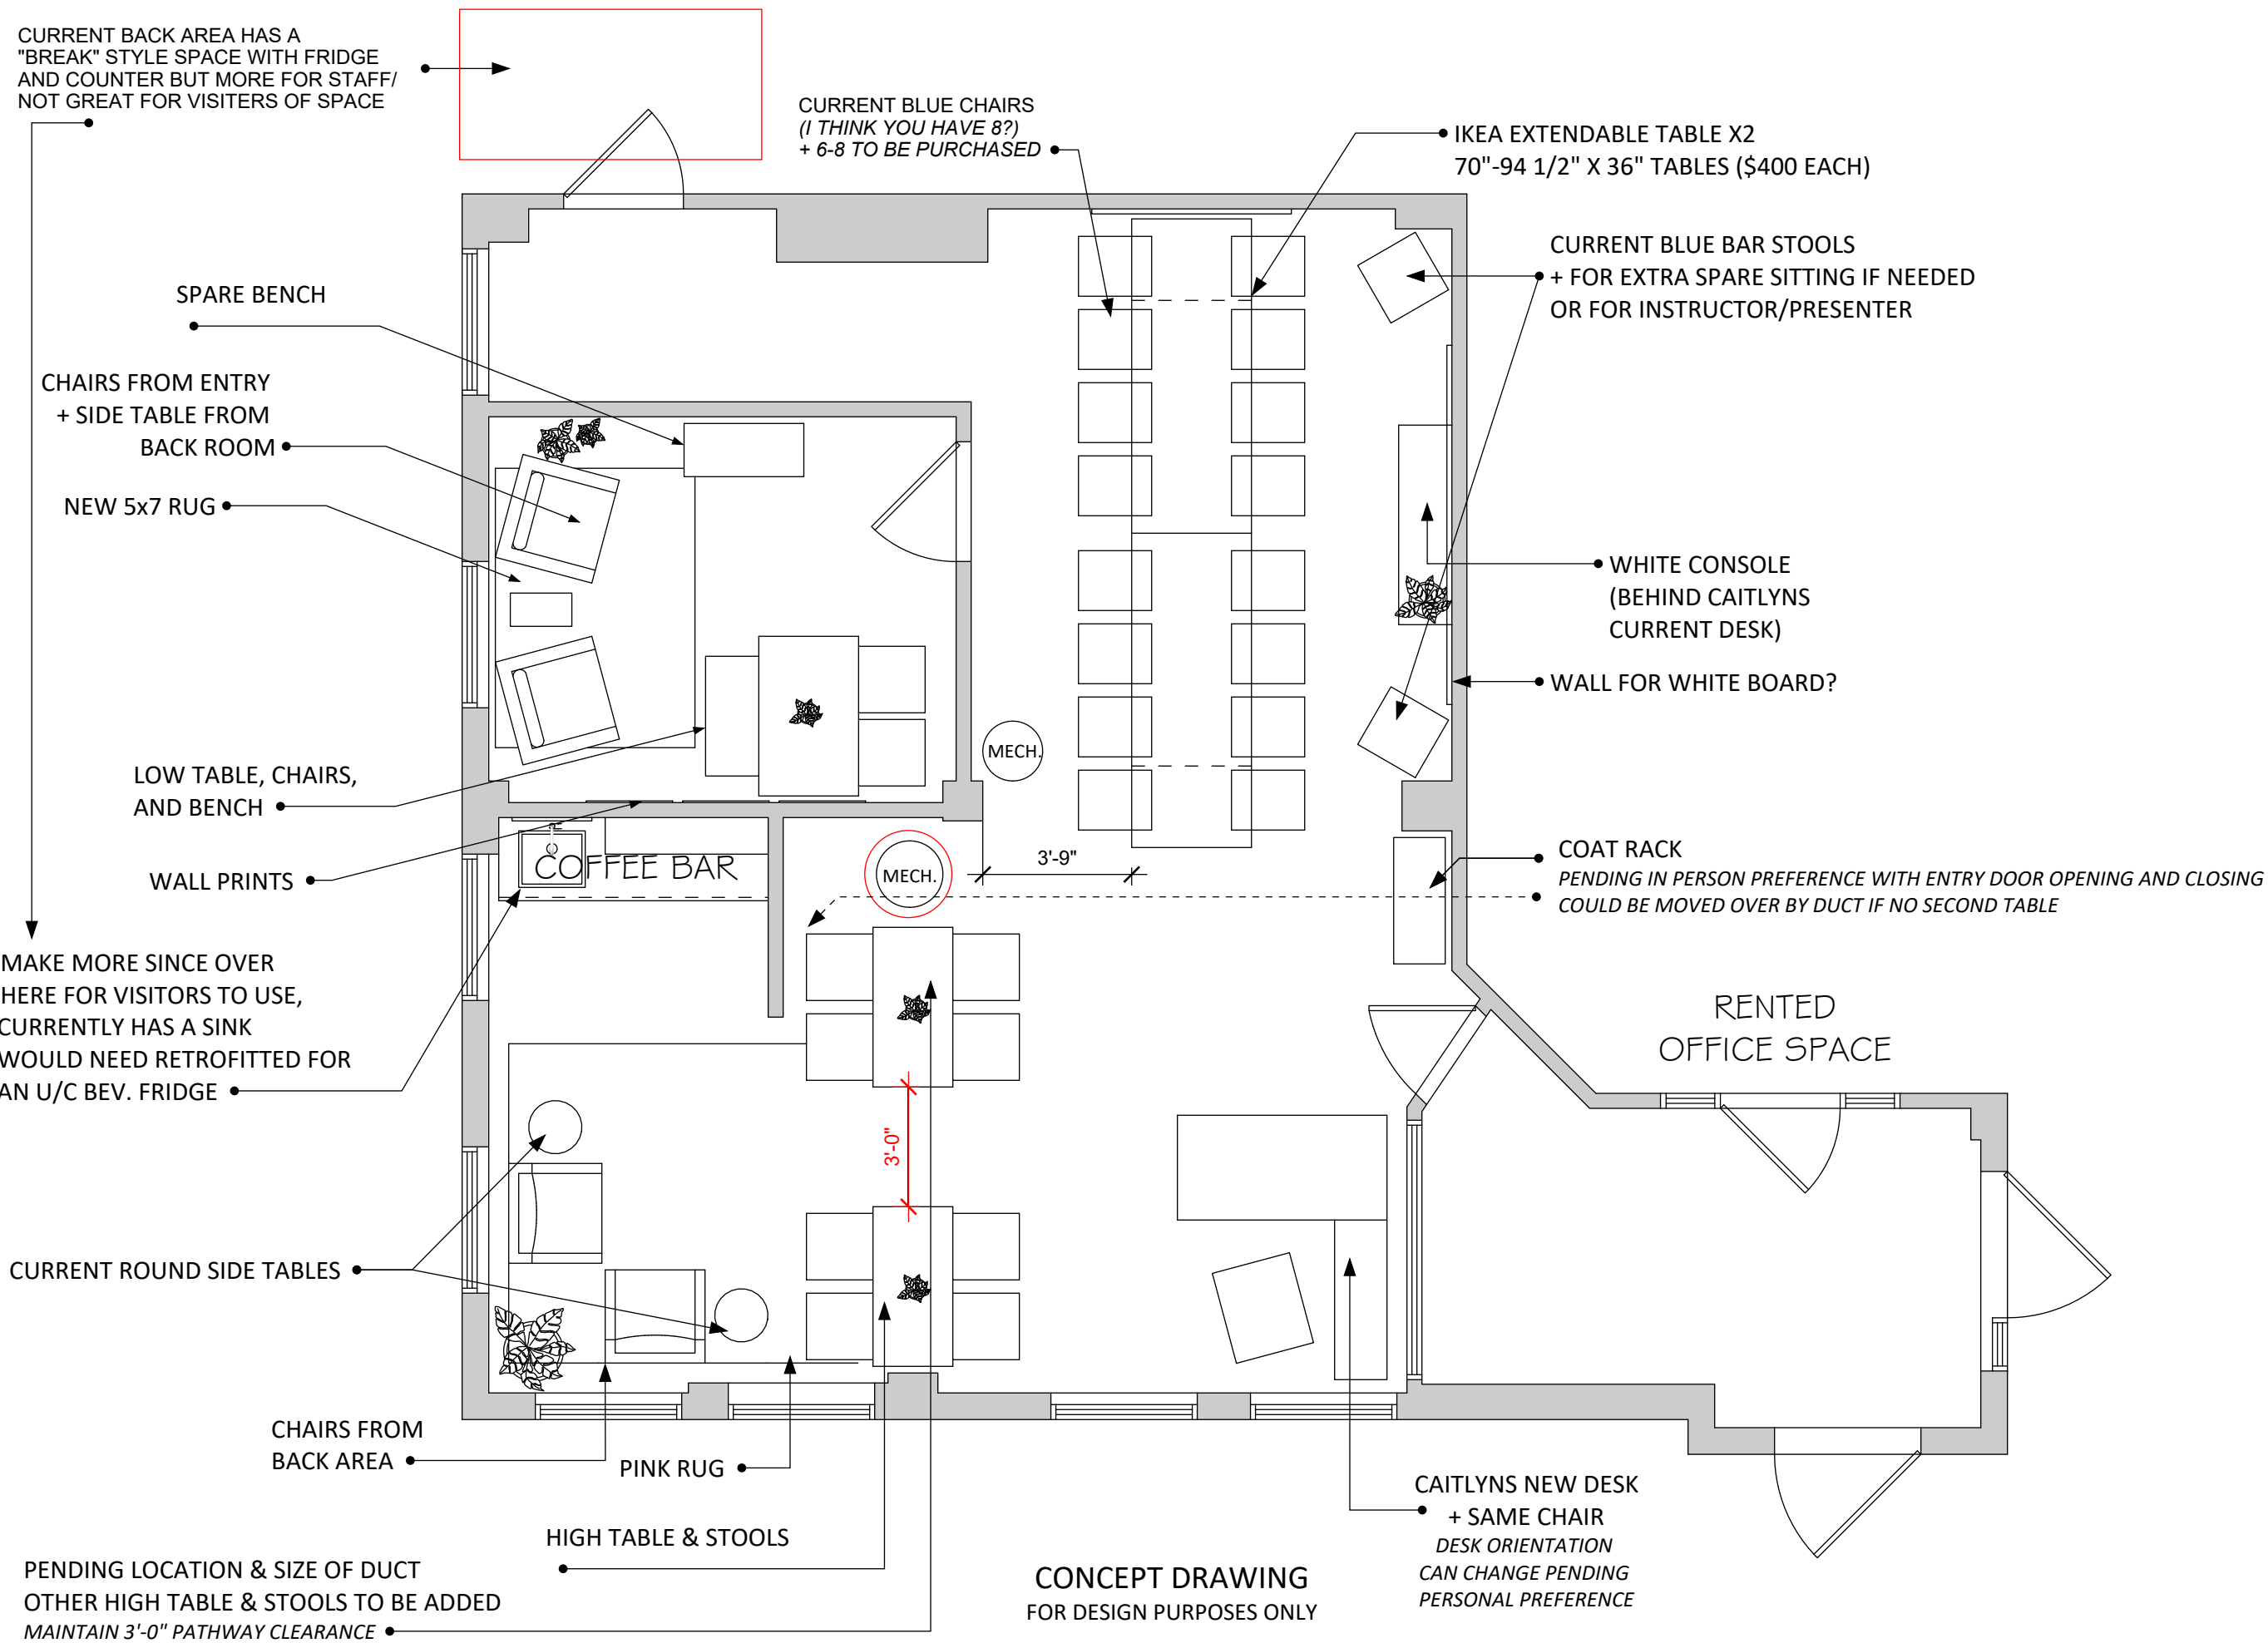 CURRENT BACK AREA HAS A
"BREAK" STYLE SPACE WITH FRIDGE
AND COUNTER BUT MORE FOR STAFF/
NOT GREAT FOR VISITERS OF SPACE
CURRENT BLUE CHAIRS
(I THINK YOU HAVE 8?)
+ 6-8 TO BE PURCHASED
IKEA EXTENDABLE TABLE X2
70"-94 1/2" X 36" TABLES ($400 EACH)
CURRENT BLUE BAR STOOLS
+ FOR EXTRA SPARE SITTING IF NEEDED
OR FOR INSTRUCTOR/PRESENTER
SPARE BENCH
CHAIRS FROM ENTRY
+ SIDE TABLE FROM
BACK ROOM
NEW 5x7 RUG
WHITE CONSOLE
(BEHIND CAITLYNS
CURRENT DESK)
WALL FOR WHITE BOARD?
MECH.
LOW TABLE, CHAIRS,
AND BENCH
COFFEE BAR
MECH.
3'-9"
WALL PRINTS
COAT RACK
PENDING IN PERSON PREFERENCE WITH ENTRY DOOR OPENING AND CLOSING
COULD BE MOVED OVER BY DUCT IF NO SECOND TABLE
MAKE MORE SINCE OVER
HERE FOR VISITORS TO USE,
CURRENTLY HAS A SINK
WOULD NEED RETROFITTED FOR
AN U/C BEV. FRIDGE
RENTED
OFFICE SPACE
3'-0"
CURRENT ROUND SIDE TABLES
CHAIRS FROM
BACK AREA
PINK RUG
HIGH TABLE & STOOLS
CAITLYNS NEW DESK
+ SAME CHAIR
DESK ORIENTATION
CAN CHANGE PENDING
PERSONAL PREFERENCE
PENDING LOCATION & SIZE OF DUCT
OTHER HIGH TABLE & STOOLS TO BE ADDED
MAINTAIN 3'-0" PATHWAY CLEARANCE
CONCEPT DRAWING
FOR DESIGN PURPOSES ONLY